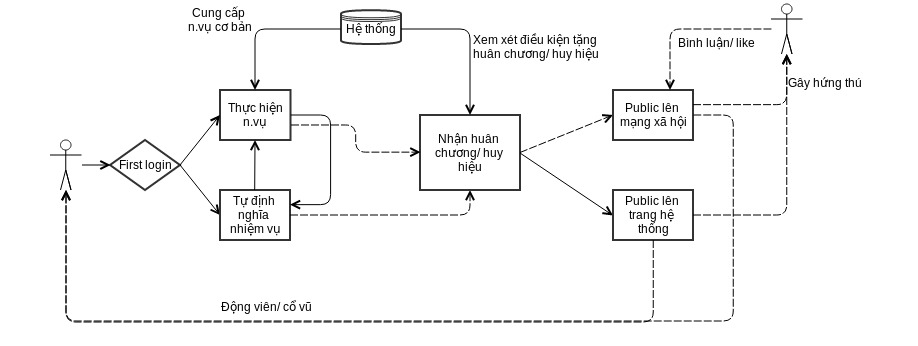 Cung cấp
n.vụ cơ bản
Hệ thống
Xem xét điều kiện tặng
huân chương/ huy hiệu
Bình luận/ like
Gây hứng thú
Thực hiện
n.vụ
Public lên
mạng xã hội
First login
Nhận huân
chương/ huy
hiệu
Tự định
nghĩa
nhiệm vụ
Public lên
trang hệ
thống
Động viên/ cổ vũ